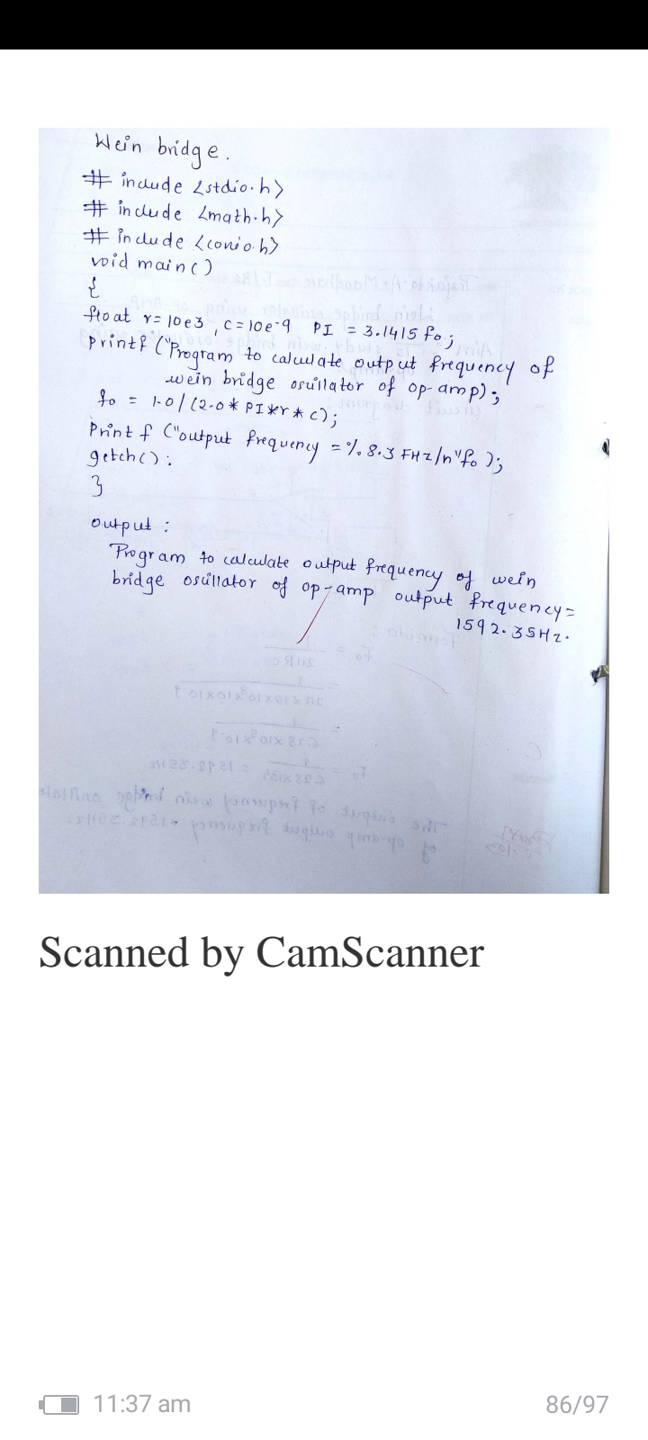 Wein bridge.
# include <stdio.h>
# include <math.h>
# include <conio.h>
void main()
{
float r=10e3, c=10e-9 PI = 3.1415 fo;
Printf ("Program to calculate output frequency of
wein bridge oscillator of op-amp);
fo = 1.0/(2.0* PI*r* c);
Print f ("output frequency = %.8.3 FHz/n"fo );
getch():
}
output :
Program to calculate output frequency of wein
bridge oscillator of op-amp output frequency=
1592.35Hz.
Scanned by CamScanner
11:37 am
86/97